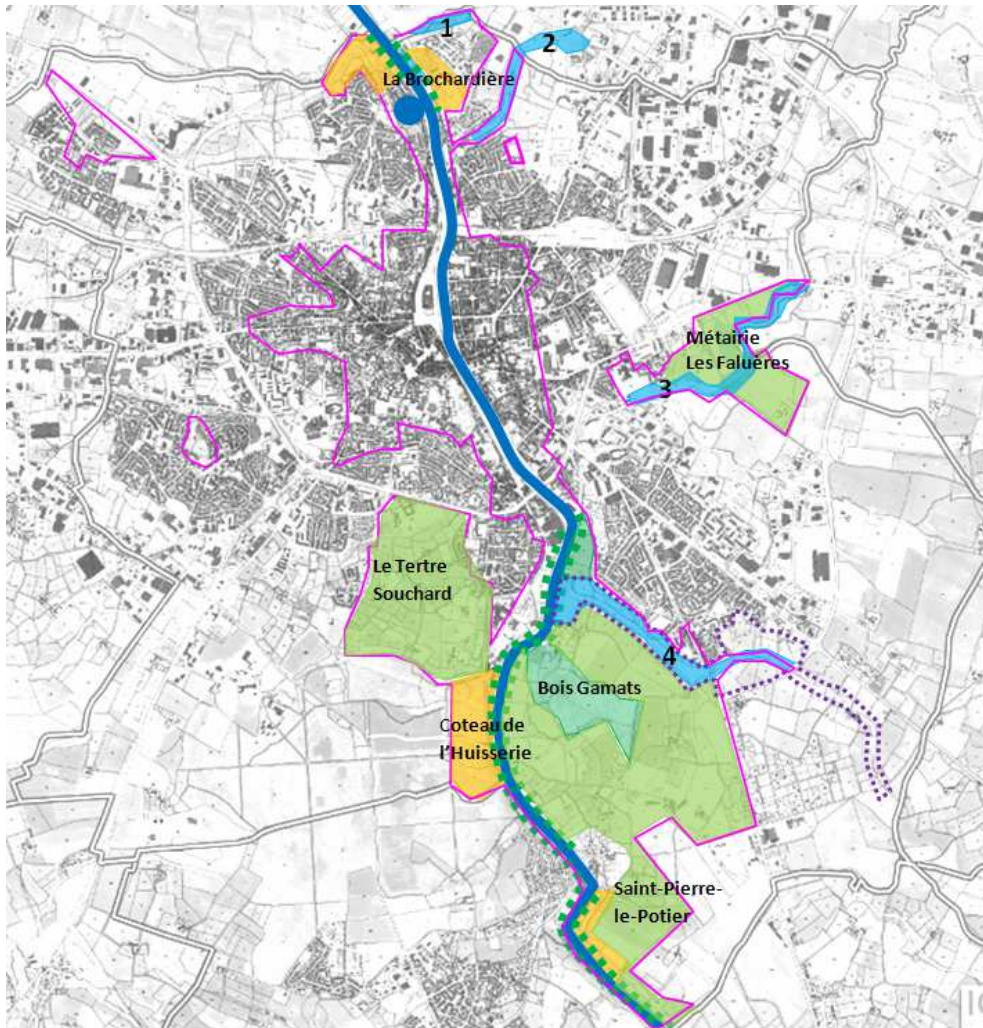 1
2
La Brochardière
Métairie
Les Faluères
3
Le Tertre
Souchard
4
Bois Gamats
Coteau de
l'Huisserie
Saint-Pierre-
le-Potier